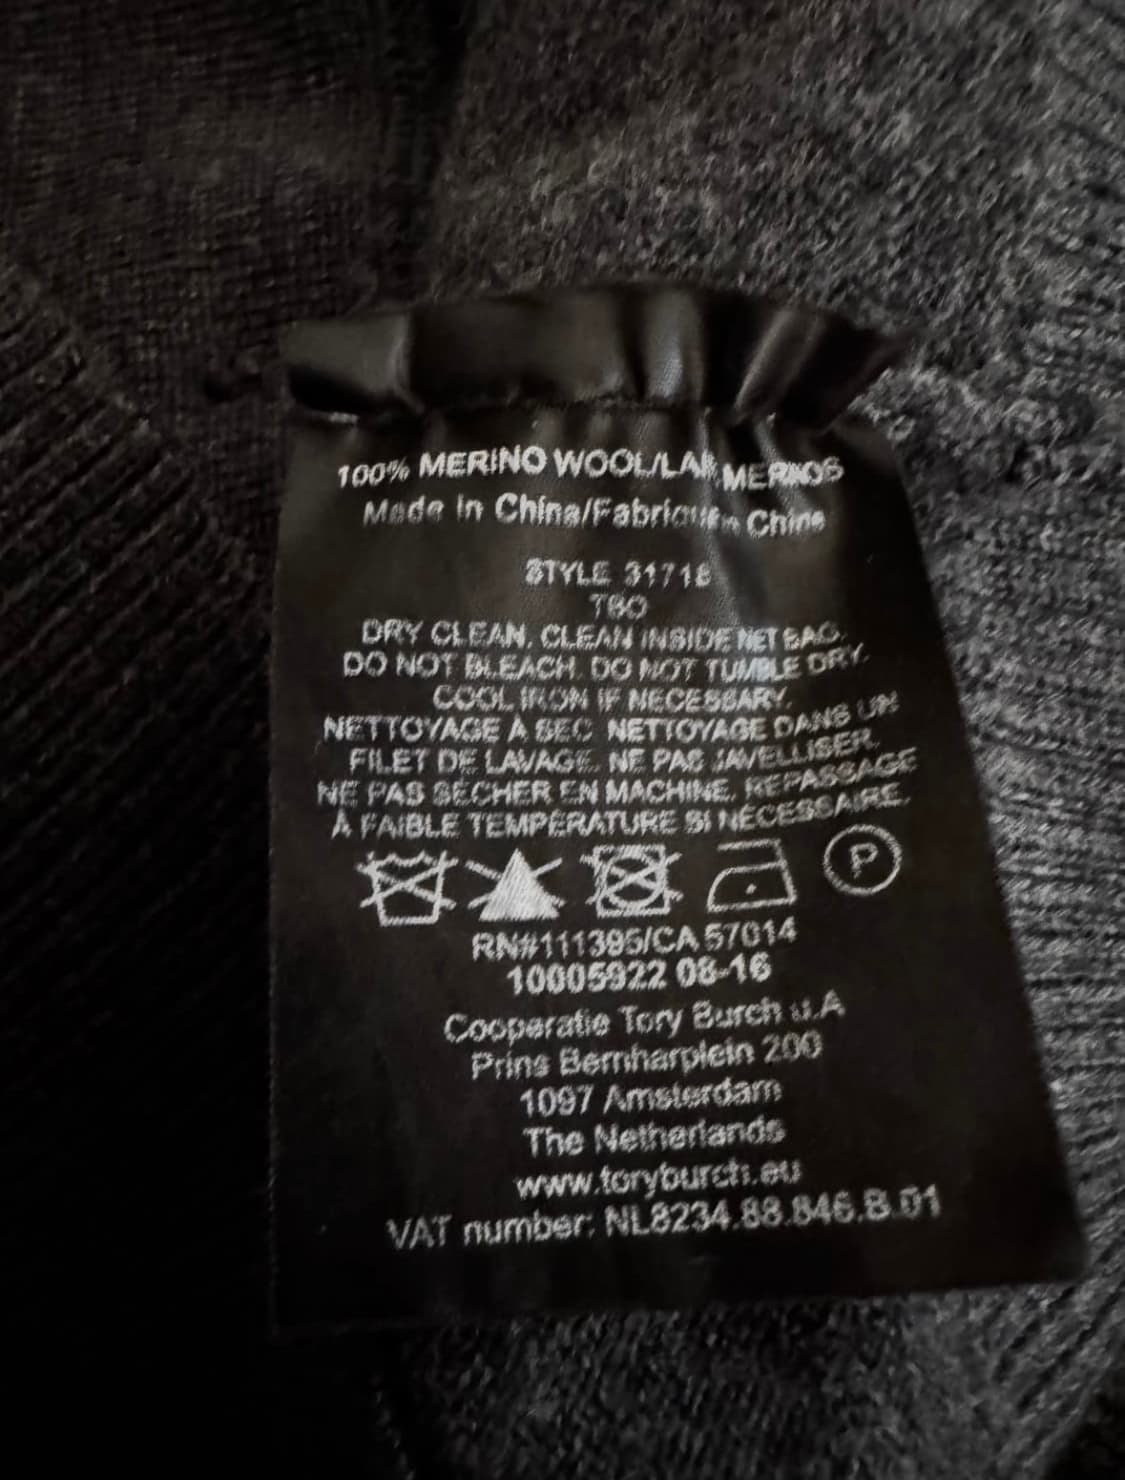 100% MERINO WOOL/LAI MERINOS
Made in China/Fabriqu en Chine
STYLE 31718
DRY CLEAN. CLEAN INSIDE NET BAG.
DO NOT BLEACH. DO NOT TUMBLE DRY.
COOL IRON IF NECESSARY.
NETTOYAGE À SEC. NETTOYAGE DANS UN
FILET DE LAVAGE. NE PAS JAVELLISER.
NE PAS SÉCHER EN MACHINE. REPASSAGE
À FAIBLE TEMPÉRATURE SI NÉCESSAIRE.
P
RN#111395/CA 57014
10005922 08-16
Cooperatie Tory Burch u.A
Prins Bernharplein 200
1097 Amsterdam
The Netherlands
www.toryburch.eu
VAT number: NL8234.88.846.B.01